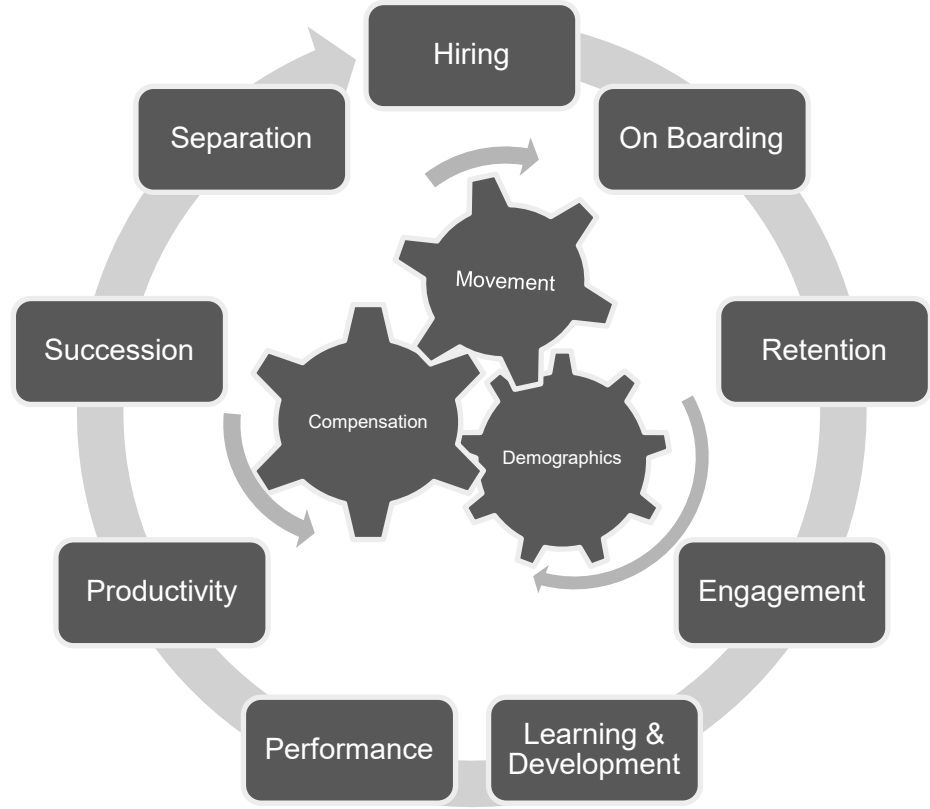 Hiring
On Boarding
Retention
Engagement
Learning &
Development
Performance
Productivity
Succession
Separation
Movement
Compensation
Demographics